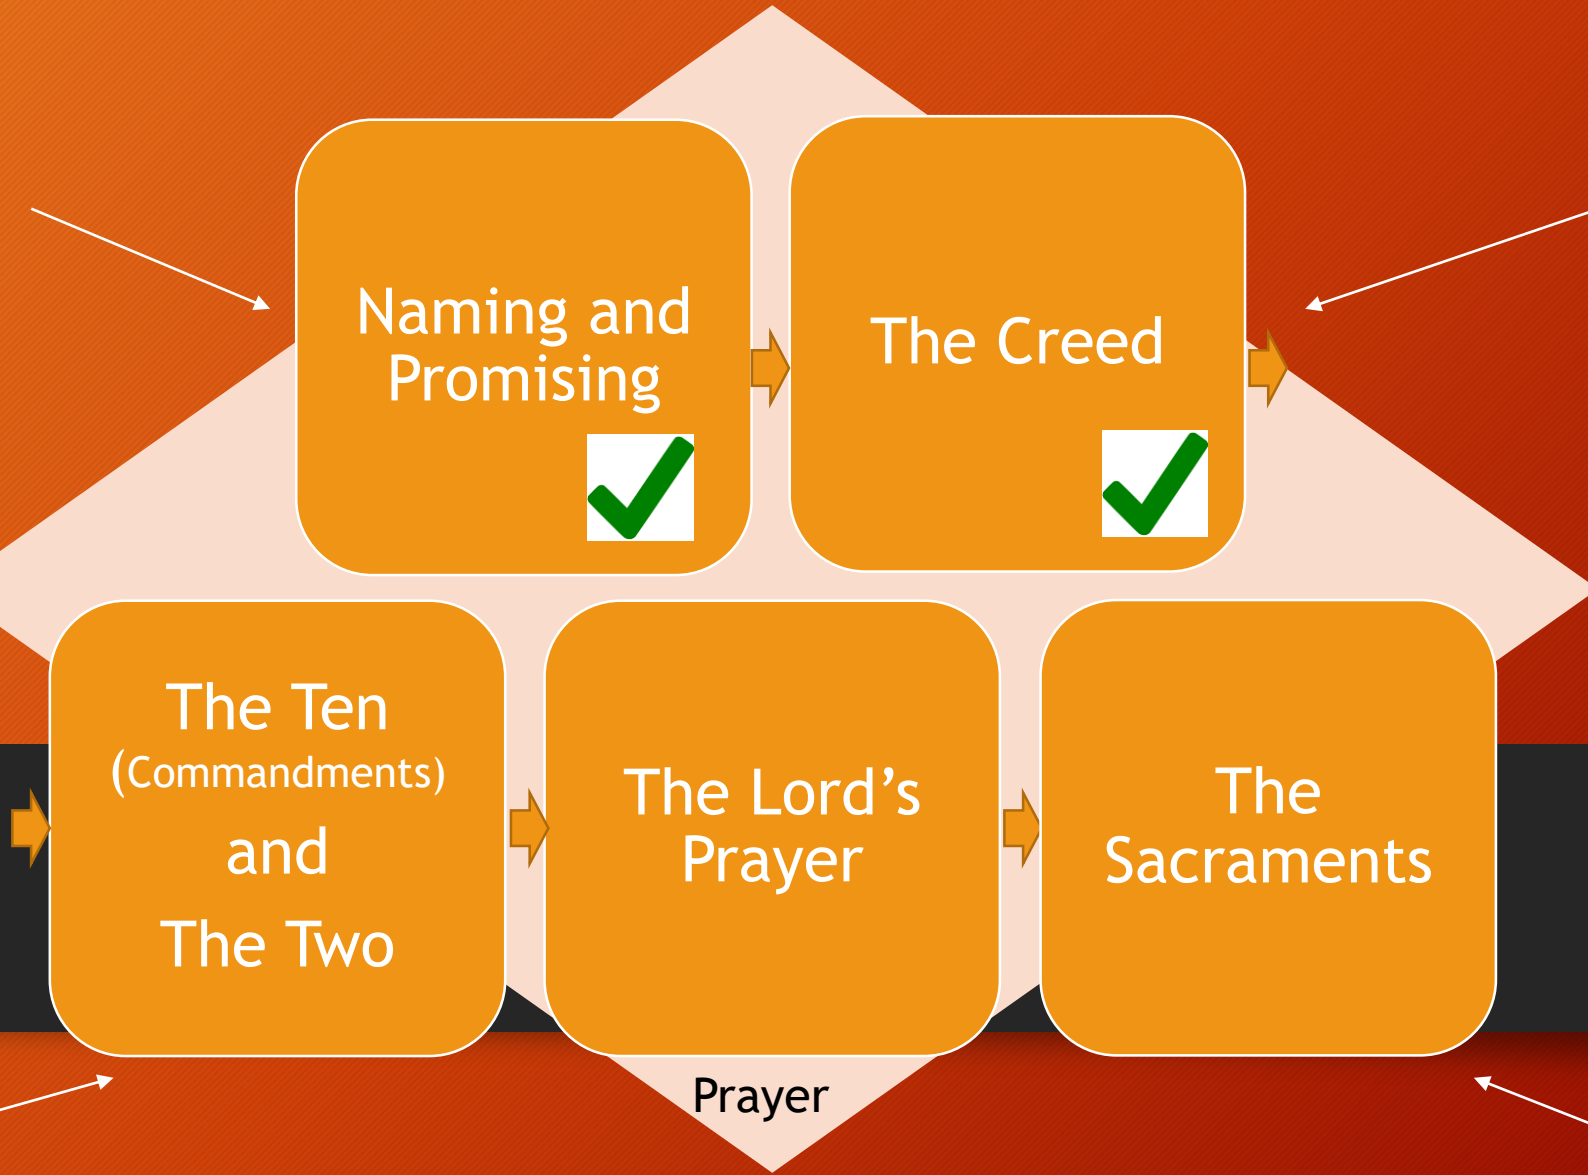 Naming and
Promising
The Creed
The Ten
(Commandments)
and
The Two
The Lord’s
Prayer
The
Sacraments
Prayer